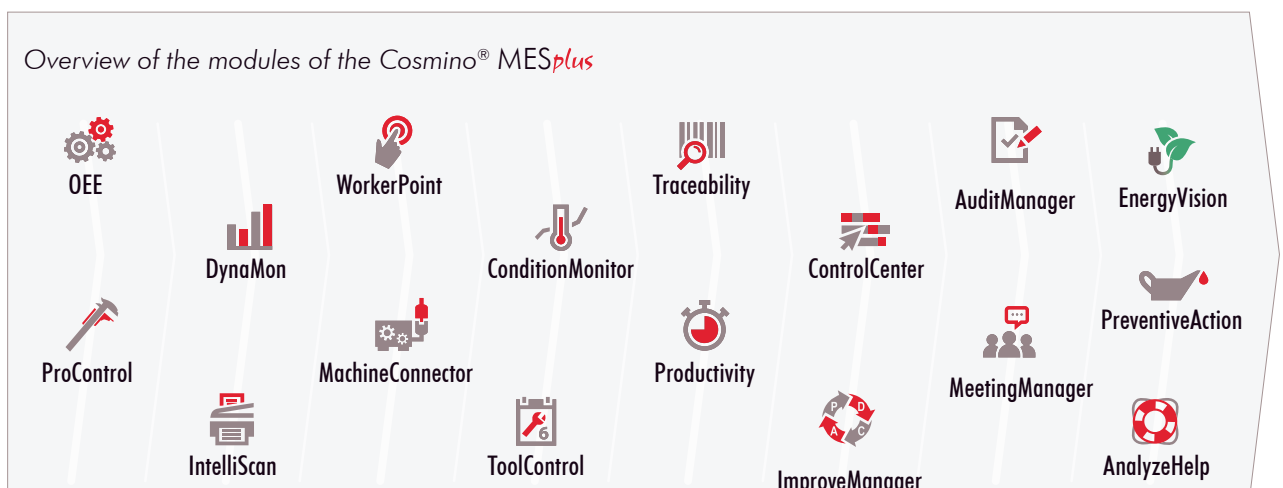 Overview of the modules of the Cosmino® MESplus
OEE
WorkerPoint
Traceability
AuditManager
EnergyVision
DynaMon
ConditionMonitor
ControlCenter
PreventiveAction
ProControl
MachineConnector
Productivity
MeetingManager
P D
A C
6
IntelliScan
ToolControl
ImproveManager
AnalyzeHelp